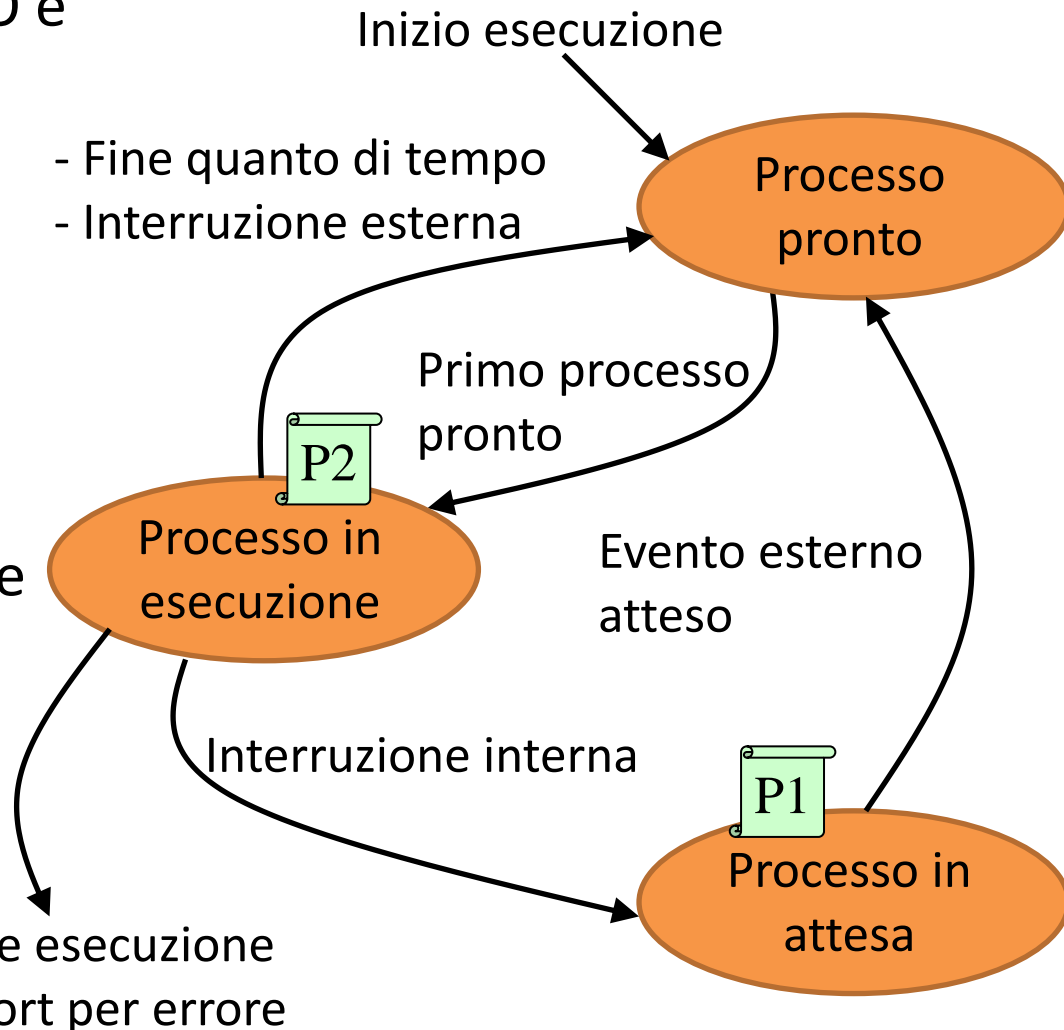 è
Inizio esecuzione
- Fine quanto di tempo
- Interruzione esterna
Processo
pronto
Primo processo
pronto
P2
Processo in
esecuzione
e
Evento esterno
atteso
Interruzione interna
P1
Processo in
attesa
e esecuzione
ort per errore